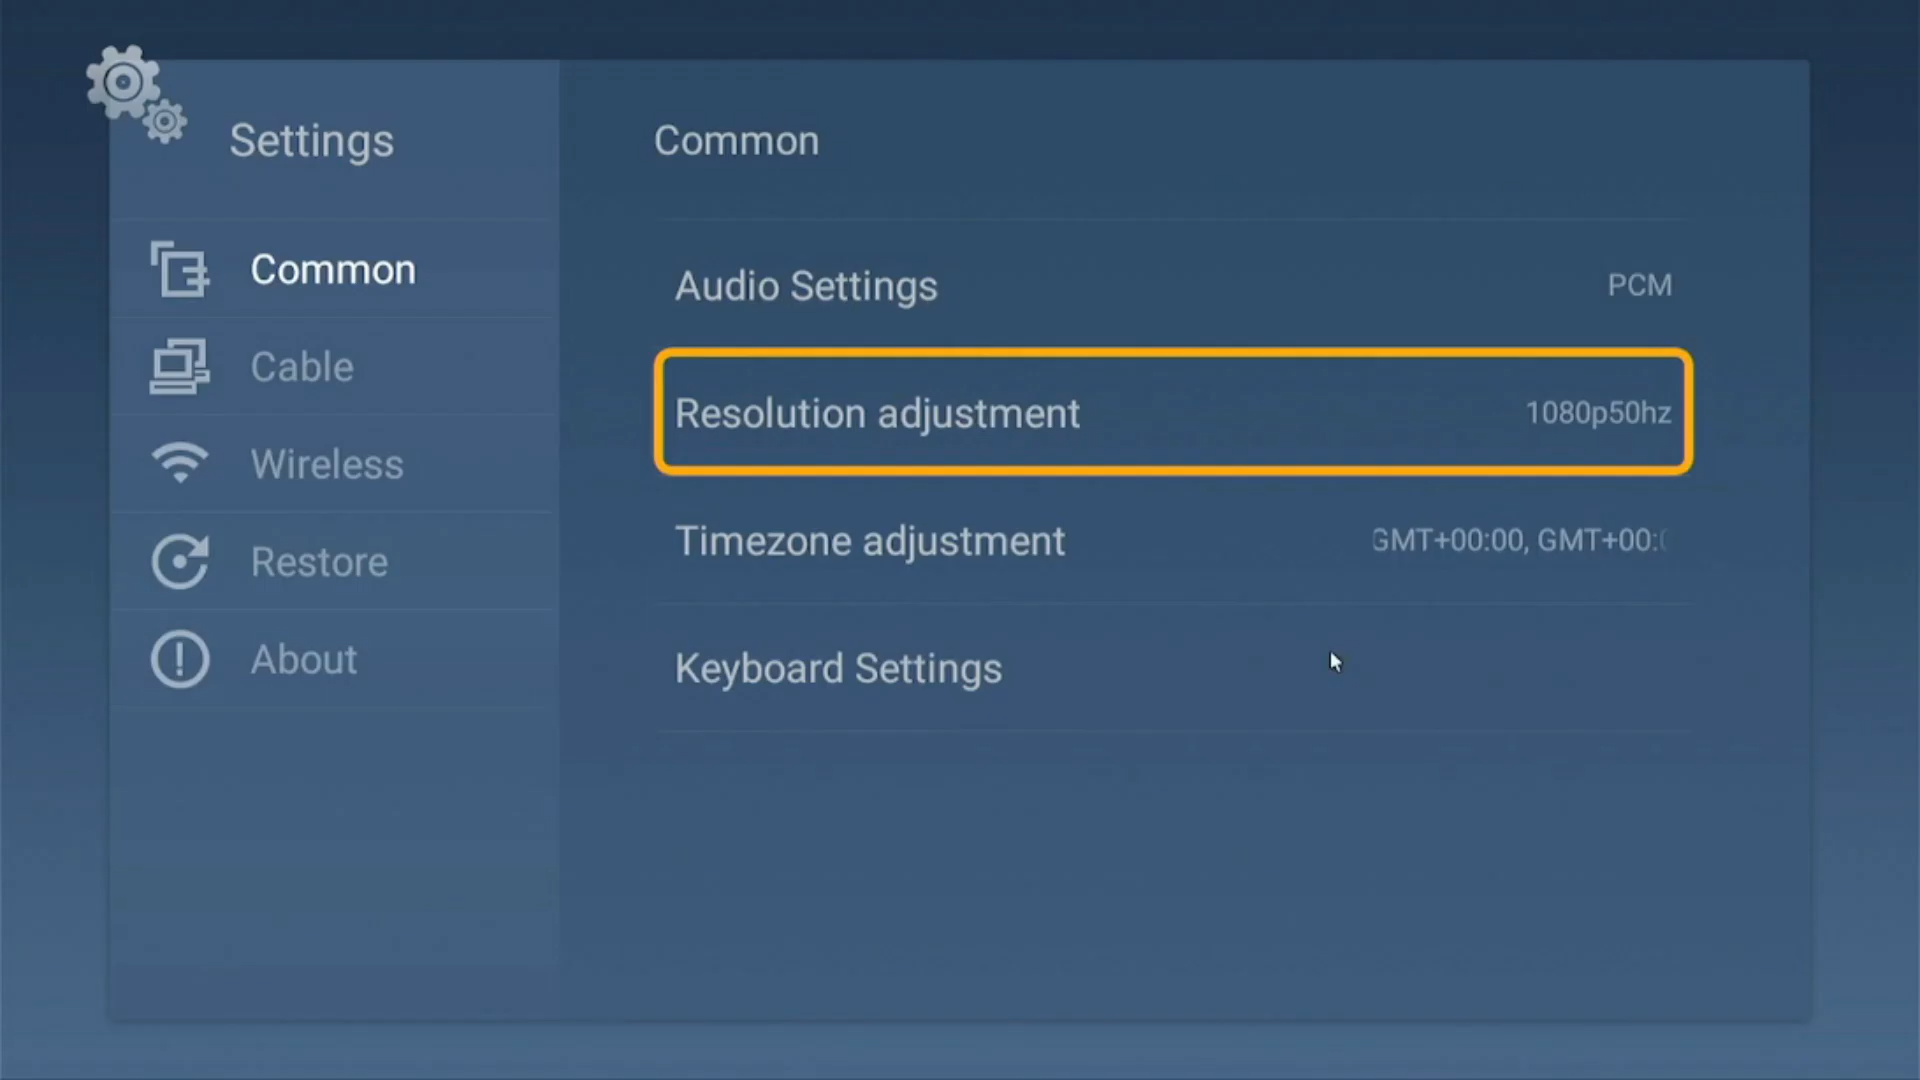 Settings
Common
Cable
Wireless
Restore
About
Common
Audio Settings PCM
Resolution adjustment 1080p50hz
Timezone adjustment GMT+00:00, GMT+00:
Keyboard Settings